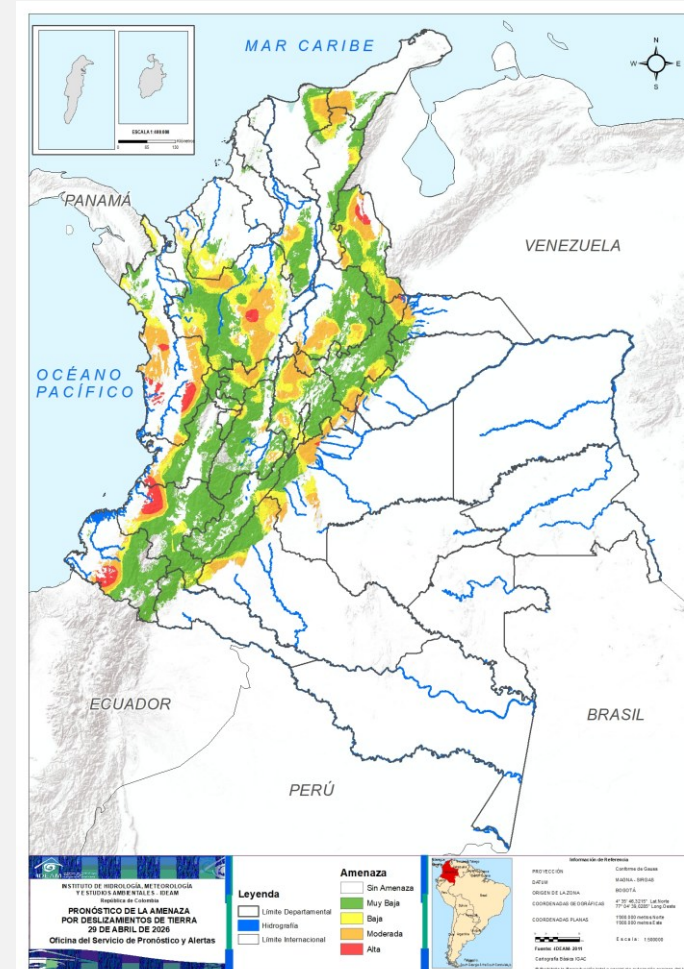 MAR CARIBE
N
W
E
S
ESCALA 1:
PANAMÁ
VENEZUELA
OCÉANO
PACÍFICO
ECUADOR
BRASIL
PERÚ
IDEAM
INSTITUTO DE HIDROLOGÍA, METEOROLOGÍA
Y ESTUDIOS AMBIENTALES - IDEAM
República de Colombia
PRONÓSTICO DE LA AMENAZA
POR DESLIZAMIENTOS DE TIERRA
29 DE ABRIL DE 2026
Oficina del Servicio de Pronóstico y Alertas
Leyenda
Límite Departamental
Hidrografía
Límite Internacional
Amenaza
Sin Amenaza
Muy Baja
Baja
Moderada
Alta
Información de Referencia
PROYECCIÓN
Conforme de Gauss
DATUM
MAGNA - SIRGAS
ORIGEN DE LA ZONA
BOGOTÁ
COORDENADAS GEOGRÁFICAS
COORDENADAS PLANAS
Escala:
Cartografía Básica IGAC